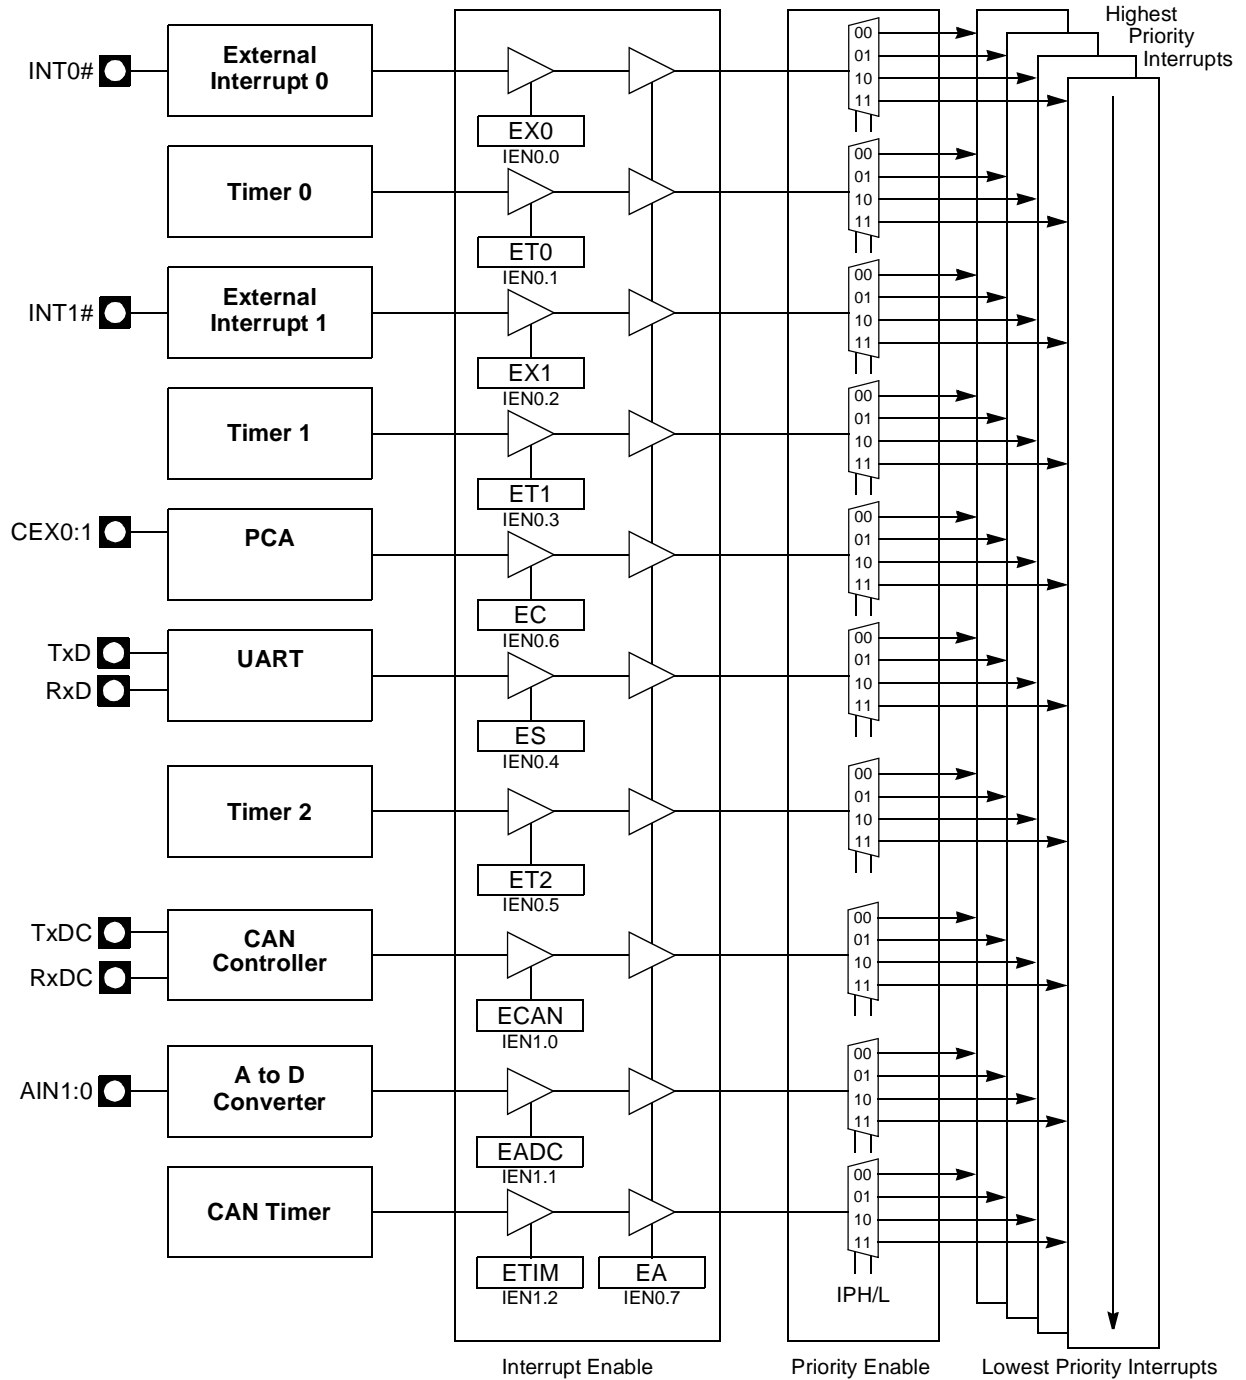 Highest
Priority
Interrupts
INT0#
External
Interrupt 0
EX0
IEN0.0
00
01
10
11
Timer 0
ET0
IEN0.1
00
01
10
11
INT1#
External
Interrupt 1
EX1
IEN0.2
00
01
10
11
Timer 1
ET1
IEN0.3
00
01
10
11
CEX0:1
PCA
EC
IEN0.6
00
01
10
11
TxD
RxD
UART
ES
IEN0.4
00
01
10
11
Timer 2
ET2
IEN0.5
00
01
10
11
TxDC
RxDC
CAN
Controller
ECAN
IEN1.0
00
01
10
11
AIN1:0
A to D
Converter
EADC
IEN1.1
00
01
10
11
CAN Timer
ETIM
IEN1.2
EA
IEN0.7
00
01
10
11
IPH/L
Interrupt Enable
Priority Enable
Lowest Priority Interrupts